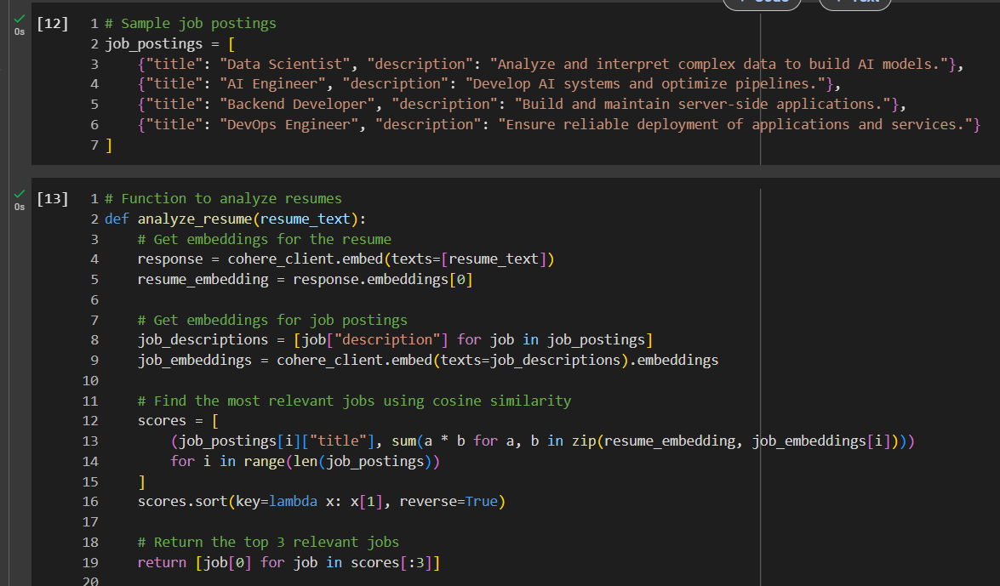 Code Text
0s [12] 1 # Sample job postings
2 job_postings = [
3     {"title": "Data Scientist", "description": "Analyze and interpret complex data to build AI models."},
4     {"title": "AI Engineer", "description": "Develop AI systems and optimize pipelines."},
5     {"title": "Backend Developer", "description": "Build and maintain server-side applications."},
6     {"title": "DevOps Engineer", "description": "Ensure reliable deployment of applications and services."}
7 ]
0s [13] 1 # Function to analyze resumes
2 def analyze_resume(resume_text):
3     # Get embeddings for the resume
4     response = cohere_client.embed(texts=[resume_text])
5     resume_embedding = response.embeddings[0]
6
7     # Get embeddings for job postings
8     job_descriptions = [job["description"] for job in job_postings]
9     job_embeddings = cohere_client.embed(texts=job_descriptions).embeddings
10
11     # Find the most relevant jobs using cosine similarity
12     scores = [
13         (job_postings[i]["title"], sum(a * b for a, b in zip(resume_embedding, job_embeddings[i])))
14         for i in range(len(job_postings))
15     ]
16     scores.sort(key=lambda x: x[1], reverse=True)
17
18     # Return the top 3 relevant jobs
19     return [job[0] for job in scores[:3]]
20